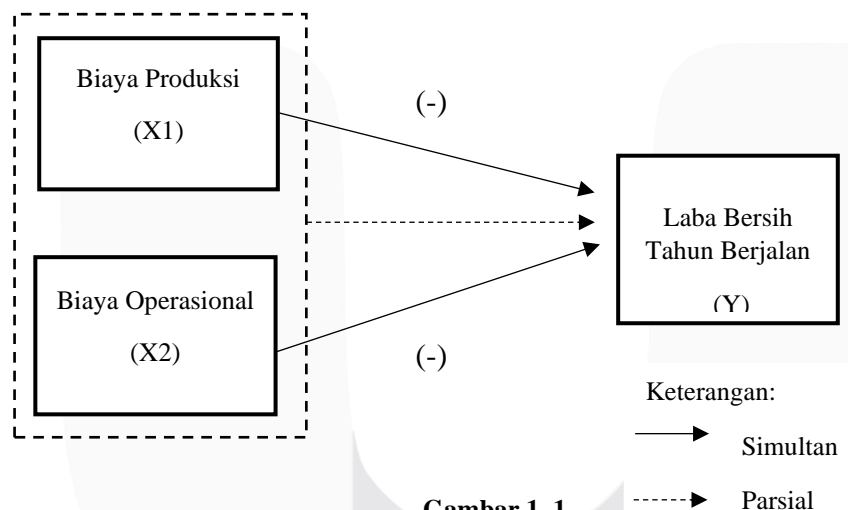 Biaya Produksi
(X1)
(-)
Laba Bersih
Tahun Berjalan
(Y)
Biaya Operasional
(X2)
(-)
Keterangan:
Simultan
Parsial
Gambar 1. 1